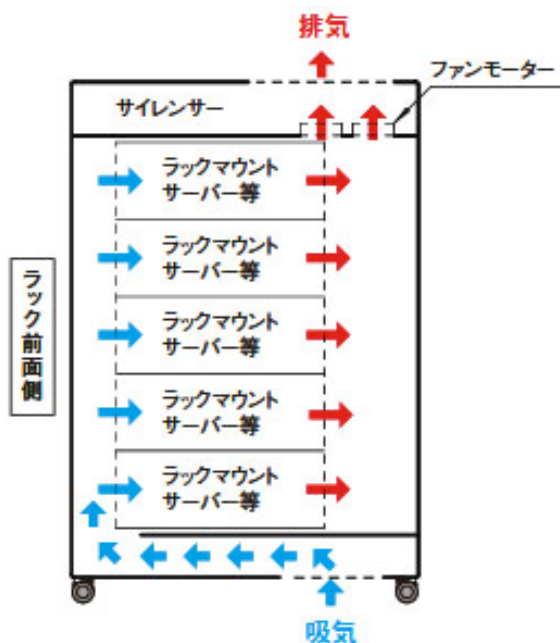 排気
ファンモーター
サイレンサー
ラックマウント
サーバー等
ラックマウント
サーバー等
ラックマウント
サーバー等
ラックマウント
サーバー等
ラックマウント
サーバー等
ラック前面側
吸気